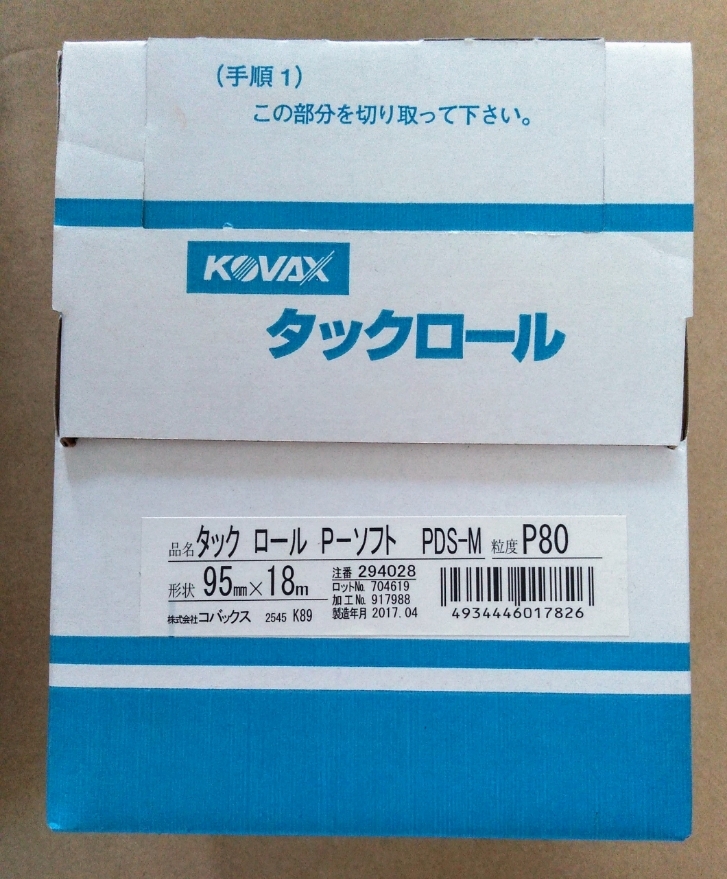 （手順1）
この部分を切り取って下さい。
KOVAX
タックロール
品名 タック ロール P−ソフト PDS-M 粒度 P80
形状 95mm×18m
株式会社コバックス 2545 K89
注番 294028
ロットNo. 704619
加工No. 917988
製造年月 2017.04
4934446017826